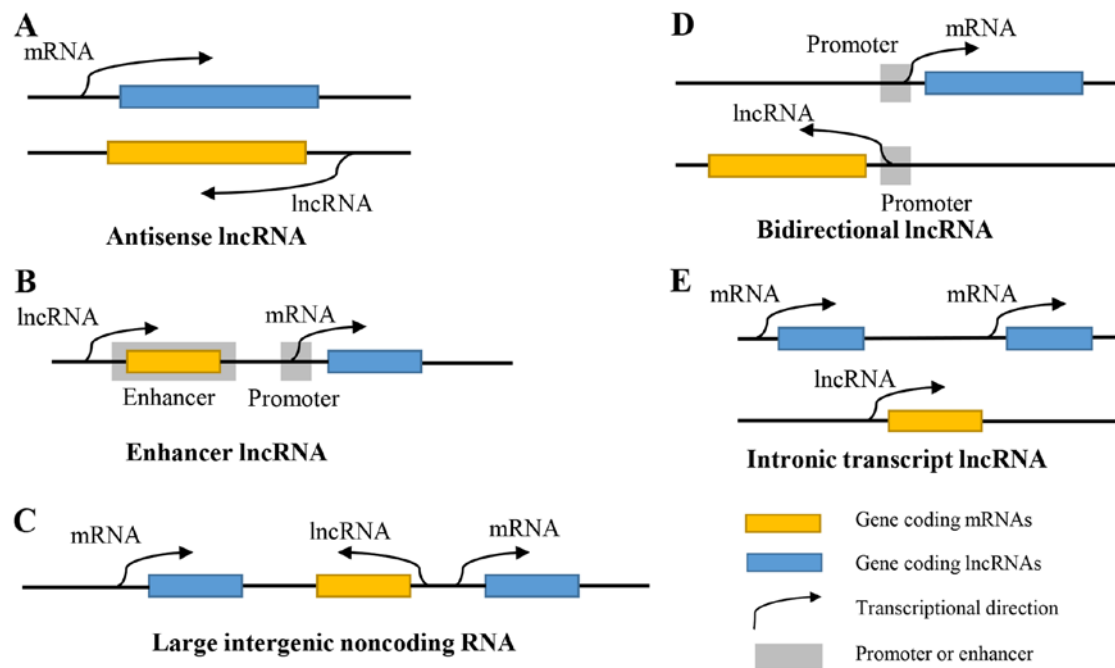 A
mRNA
lncRNA
Antisense lncRNA
B
lncRNA
mRNA
Enhancer
Promoter
Enhancer lncRNA
C
mRNA
lncRNA
mRNA
Large intergenic noncoding RNA
D
Promoter
mRNA
lncRNA
Promoter
Bidirectional lncRNA
E
mRNA
mRNA
lncRNA
Intronic transcript lncRNA
Gene coding mRNAs
Gene coding lncRNAs
Transcriptional direction
Promoter or enhancer